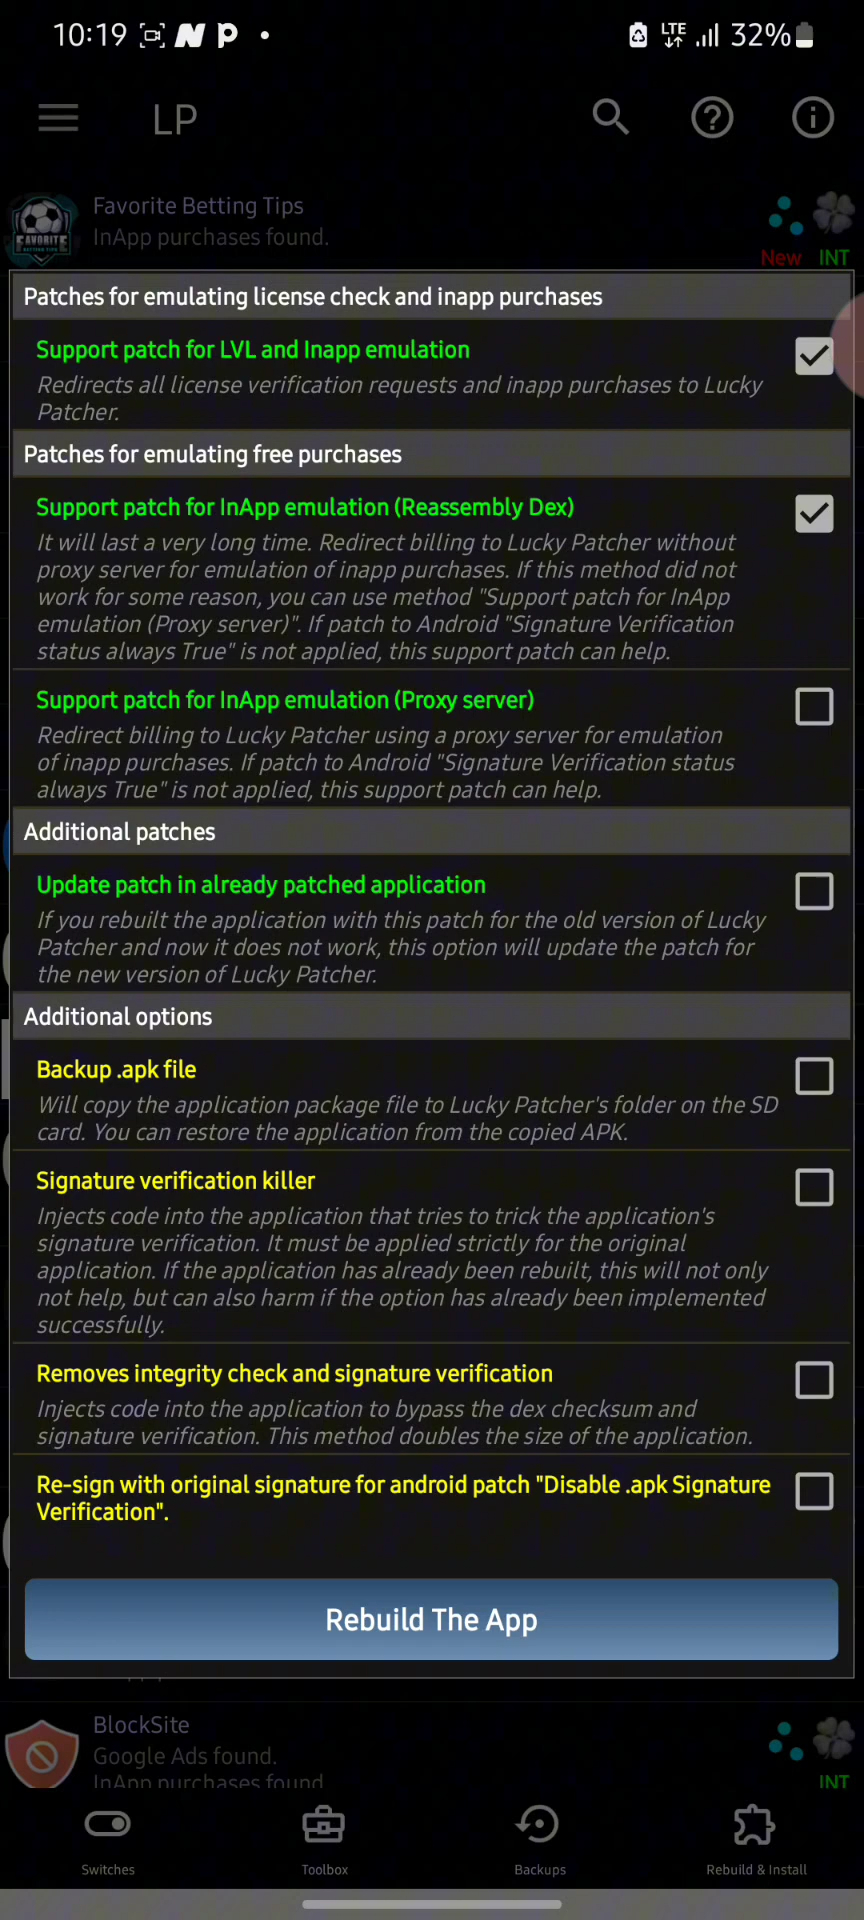 10:19
LTE
32%
LP
Favorite Betting Tips
InApp purchases found.
FAVORITE
BETTING TIPS
New INT
Patches for emulating license check and inapp purchases
Support patch for LVL and Inapp emulation
Redirects all license verification requests and inapp purchases to Lucky
Patcher.
Patches for emulating free purchases
Support patch for InApp emulation (Reassembly Dex)
It will last a very long time. Redirect billing to Lucky Patcher without
proxy server for emulation of inapp purchases. If this method did not
work for some reason, you can use method "Support patch for InApp
emulation (Proxy server)". If patch to Android "Signature Verification
status always True" is not applied, this support patch can help.
Support patch for InApp emulation (Proxy server)
Redirect billing to Lucky Patcher using a proxy server for emulation
of inapp purchases. If patch to Android "Signature Verification status
always True" is not applied, this support patch can help.
Additional patches
Update patch in already patched application
If you rebuilt the application with this patch for the old version of Lucky
Patcher and now it does not work, this option will update the patch for
the new version of Lucky Patcher.
Additional options
Backup .apk file
Will copy the application package file to Lucky Patcher's folder on the SD
card. You can restore the application from the copied APK.
Signature verification killer
Injects code into the application that tries to trick the application's
signature verification. It must be applied strictly for the original
application. If the application has already been rebuilt, this will not only
not help, but can also harm if the option has already been implemented
successfully.
Removes integrity check and signature verification
Injects code into the application to bypass the dex checksum and
signature verification. This method doubles the size of the application.
Re-sign with original signature for android patch "Disable .apk Signature
Verification".
Rebuild The App
BlockSite
Google Ads found.
InApp purchases found
INT
Switches
Toolbox
Backups
Rebuild & Install